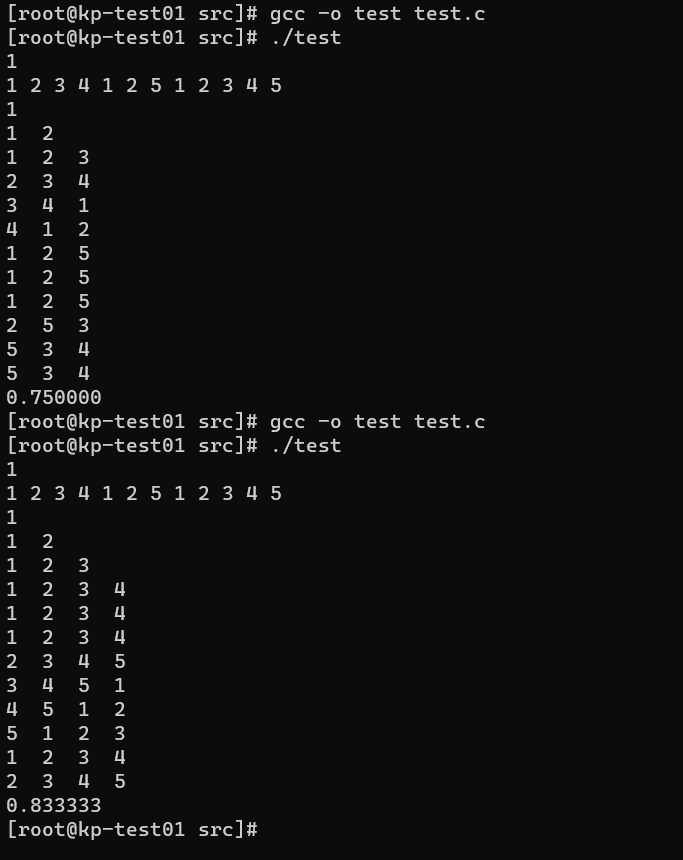 [root@kp-test01 src]# gcc -o test test.c
[root@kp-test01 src]# ./test
1
1 2 3 4 1 2 5 1 2 3 4 5
1
1  2
1  2  3
2  3  4
3  4  1
4  1  2
1  2  5
1  2  5
1  2  5
2  5  3
5  3  4
5  3  4
0.750000
[root@kp-test01 src]# gcc -o test test.c
[root@kp-test01 src]# ./test
1
1 2 3 4 1 2 5 1 2 3 4 5
1
1  2
1  2  3
1  2  3  4
1  2  3  4
1  2  3  4
2  3  4  5
3  4  5  1
4  5  1  2
5  1  2  3
1  2  3  4
2  3  4  5
0.833333
[root@kp-test01 src]#